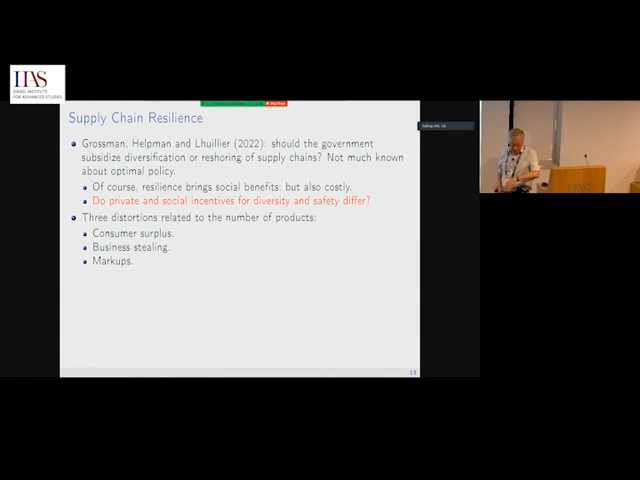 IIAS
ISRAEL INSTITUTE
FOR ADVANCED STUDIES
Supply Chain Resilience
Grossman, Helpman and Lhuillier (2022): should the government
subsidize diversification or reshoring of supply chains? Not much known
about optimal policy.
Of course, resilience brings social benefits; but also costly.
Do private and social incentives for diversity and safety differ?
Three distortions related to the number of products:
Consumer surplus.
Business stealing.
Markups.
13